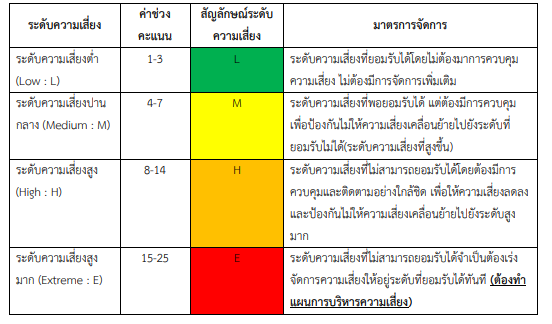 ระดับความเสี่ยง
ค่าช่วง
คะแนน
สัญลักษณ์ระดับ
ความเสี่ยง
มาตรการจัดการ
ระดับความเสี่ยงต่ำ
(Low : L)
1-3
L
ระดับความเสี่ยงที่ยอมรับได้โดยไม่ต้องมาการควบคุม
ความเสี่ยง ไม่ต้องมีการจัดการเพิ่มเติม
ระดับความเสี่ยงปาน
กลาง (Medium : M)
4-7
M
ระดับความเสี่ยงที่พอยอมรับได้ แต่ต้องมีการควบคุม
เพื่อป้องกันไม่ให้ความเสี่ยงเคลื่อนย้ายไปยังระดับที่
ยอมรับไม่ได้(ระดับความเสี่ยงที่สูงขึ้น)
ระดับความเสี่ยงสูง
(High : H)
8-14
H
ระดับความเสี่ยงที่ไม่สามารถยอมรับได้โดยต้องมีการ
ควบคุมและติดตามอย่างใกล้ชิด เพื่อให้ความเสี่ยงลดลง
และป้องกันไม่ให้ความเสี่ยงเคลื่อนย้ายไปยังระดับสูง
มาก
ระดับความเสี่ยงสูง
มาก (Extreme : E)
15-25
E
ระดับความเสี่ยงที่ไม่สามารถยอมรับได้จำเป็นต้องเร่ง
จัดการความเสี่ยงให้อยู่ระดับที่ยอมรับได้ทันที (ต้องทำ
แผนการบริหารความเสี่ยง)